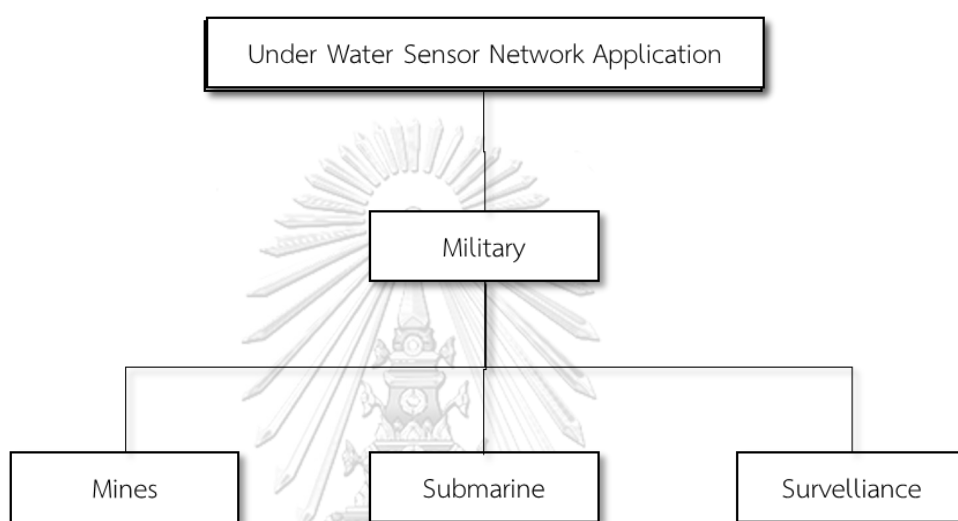 Under Water Sensor Network Application
Military
Mines
Submarine
Survelliance